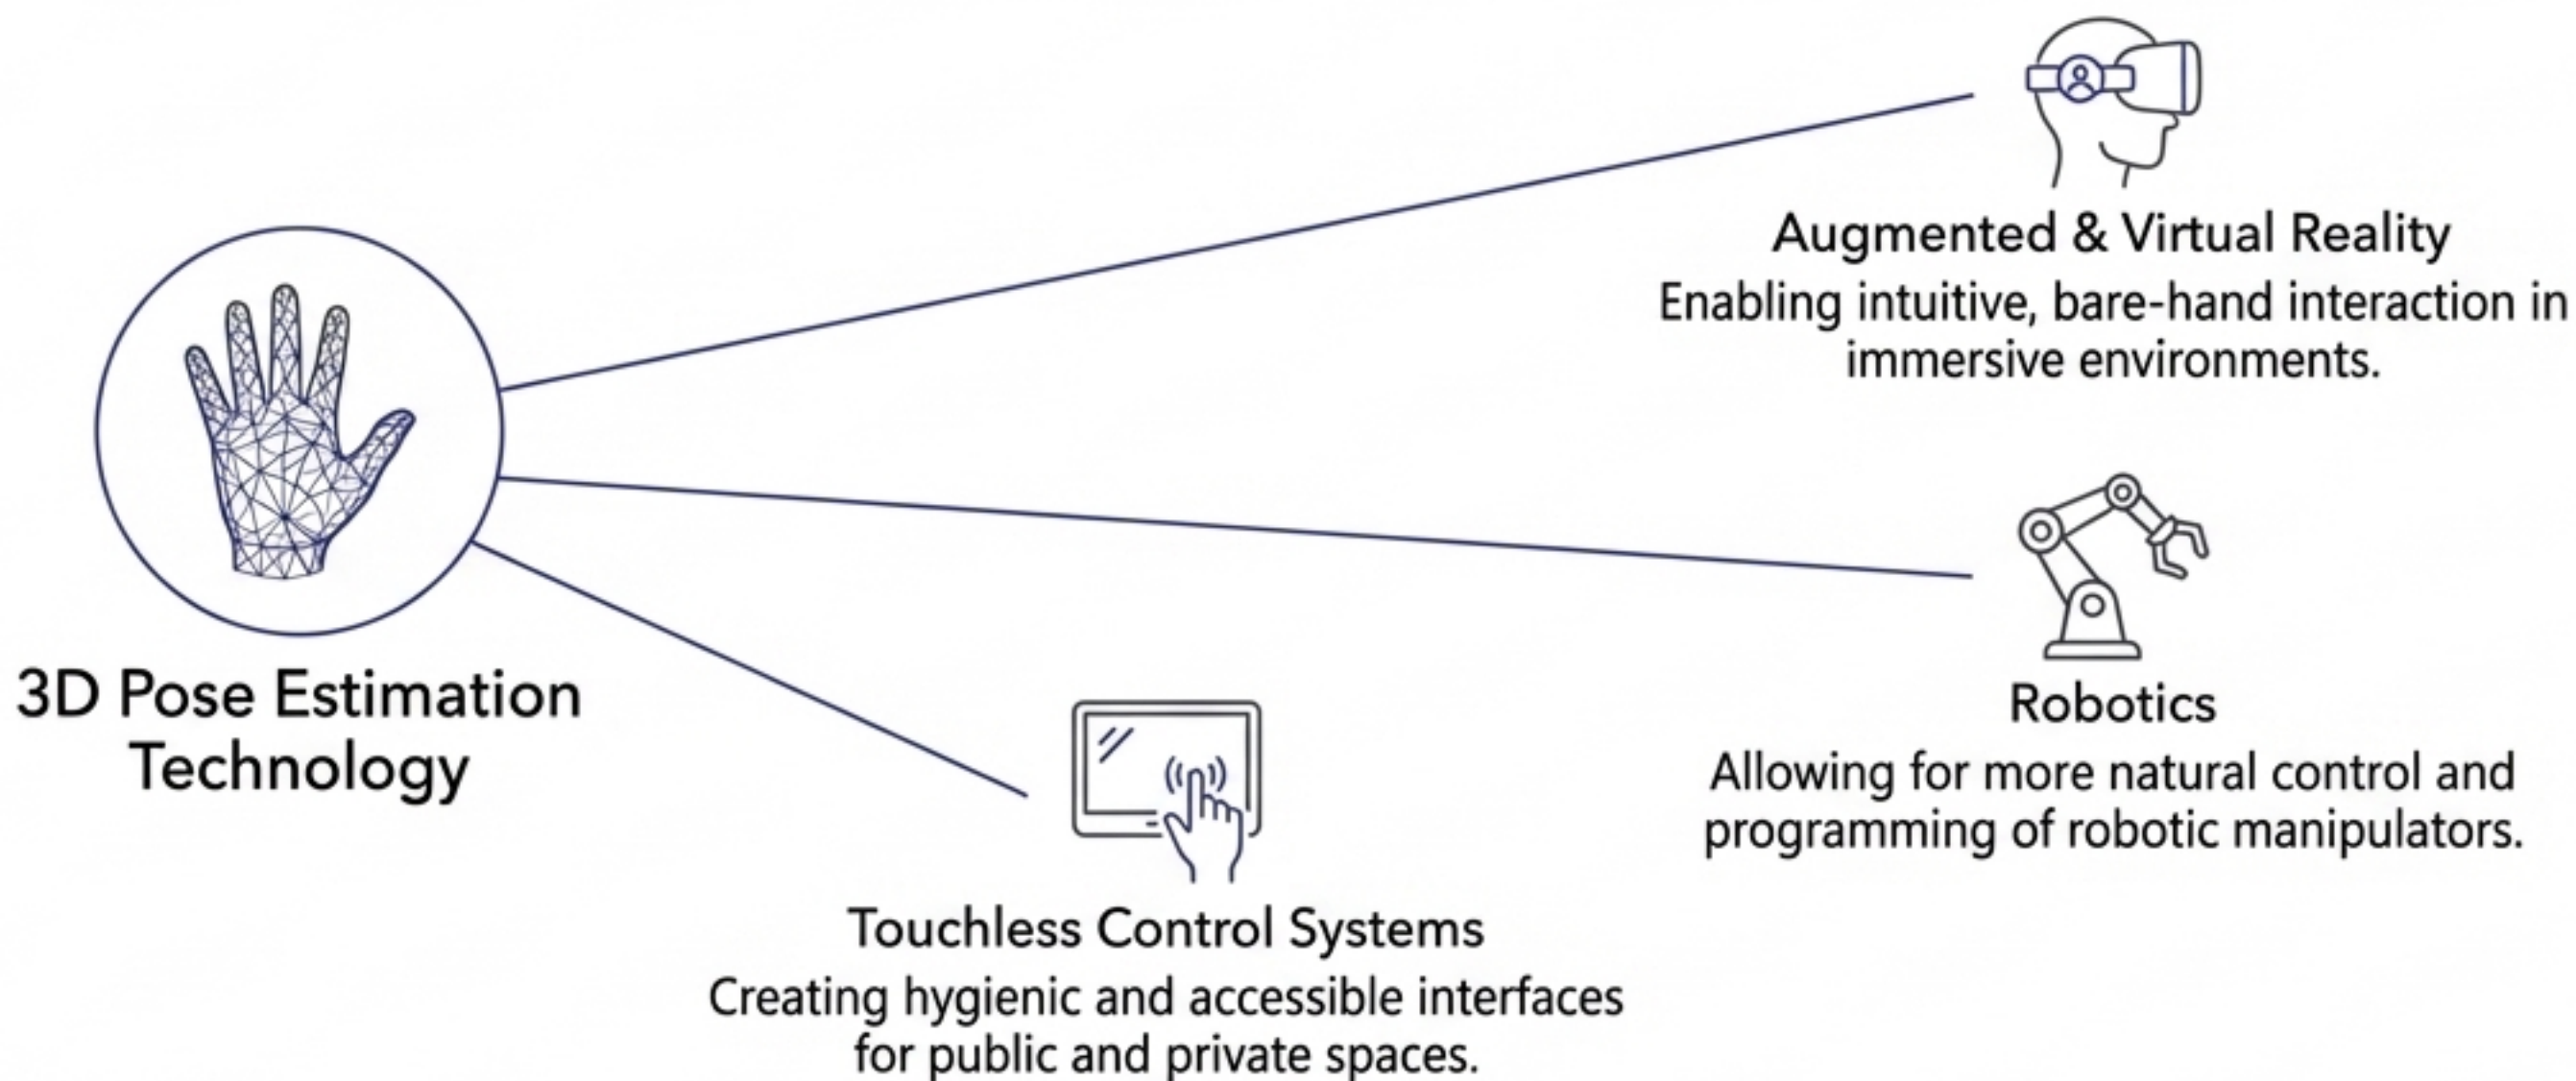 3D Pose Estimation
Technology
Augmented & Virtual Reality
Enabling intuitive, bare-hand interaction in
immersive environments.
Robotics
Allowing for more natural control and
programming of robotic manipulators.
Touchless Control Systems
Creating hygienic and accessible interfaces
for public and private spaces.